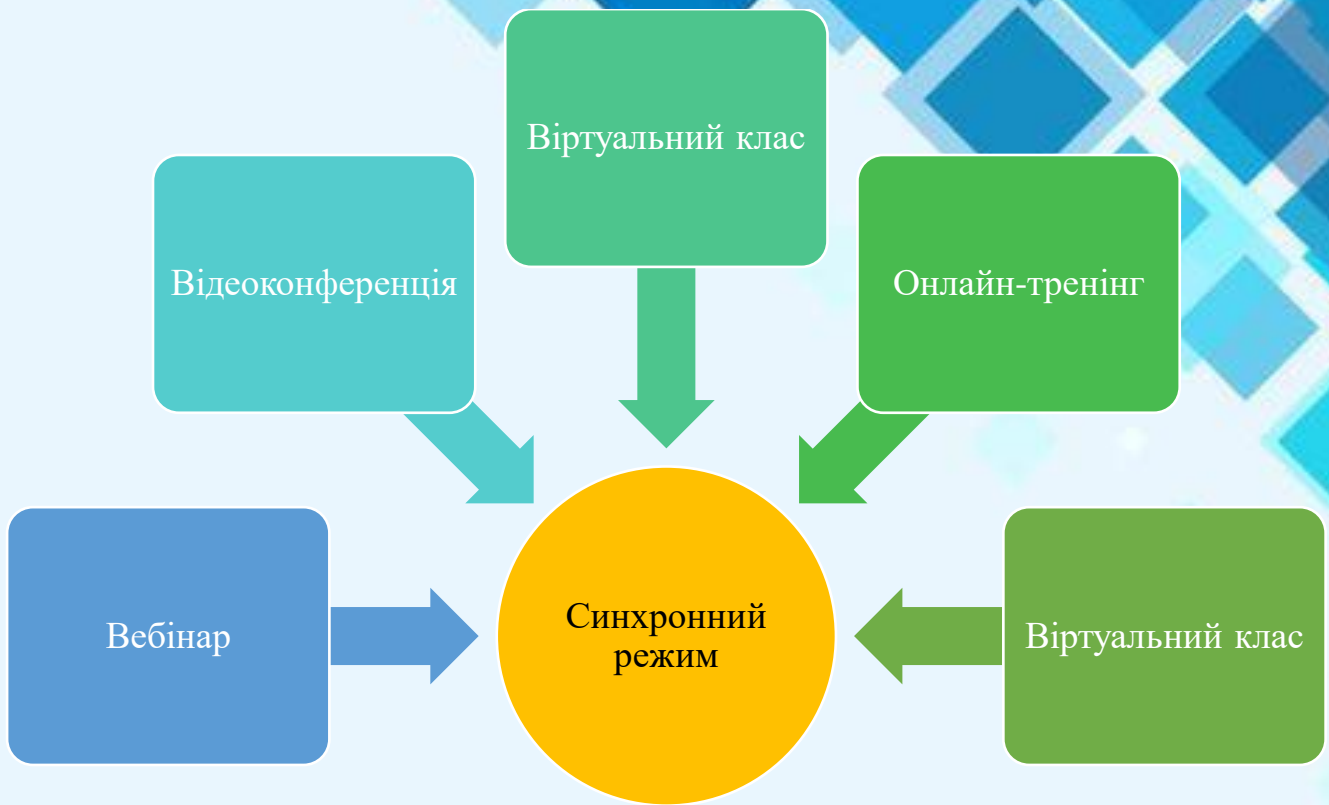 Віртуальний клас
Відеоконференція
Онлайн-тренінг
Вебінар
Синхронний
режим
Віртуальний клас